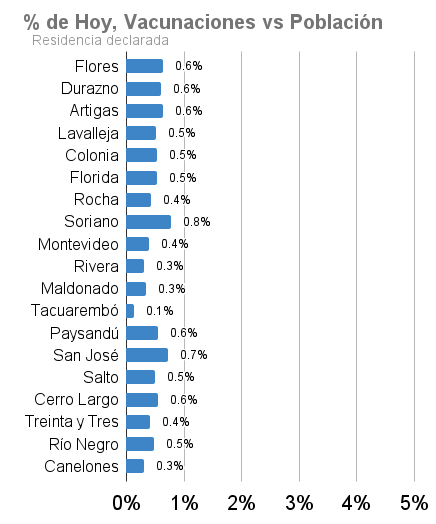 % de Hoy, Vacunaciones vs Población
Residencia declarada
Flores 0.6%
Durazno 0.6%
Artigas 0.6%
Lavalleja 0.5%
Colonia 0.5%
Florida 0.5%
Rocha 0.4%
Soriano 0.8%
Montevideo 0.4%
Rivera 0.3%
Maldonado 0.3%
Tacuarembó 0.1%
Paysandú 0.6%
San José 0.7%
Salto 0.5%
Cerro Largo 0.6%
Treinta y Tres 0.4%
Río Negro 0.5%
Canelones 0.3%
0% 1% 2% 3% 4% 5%